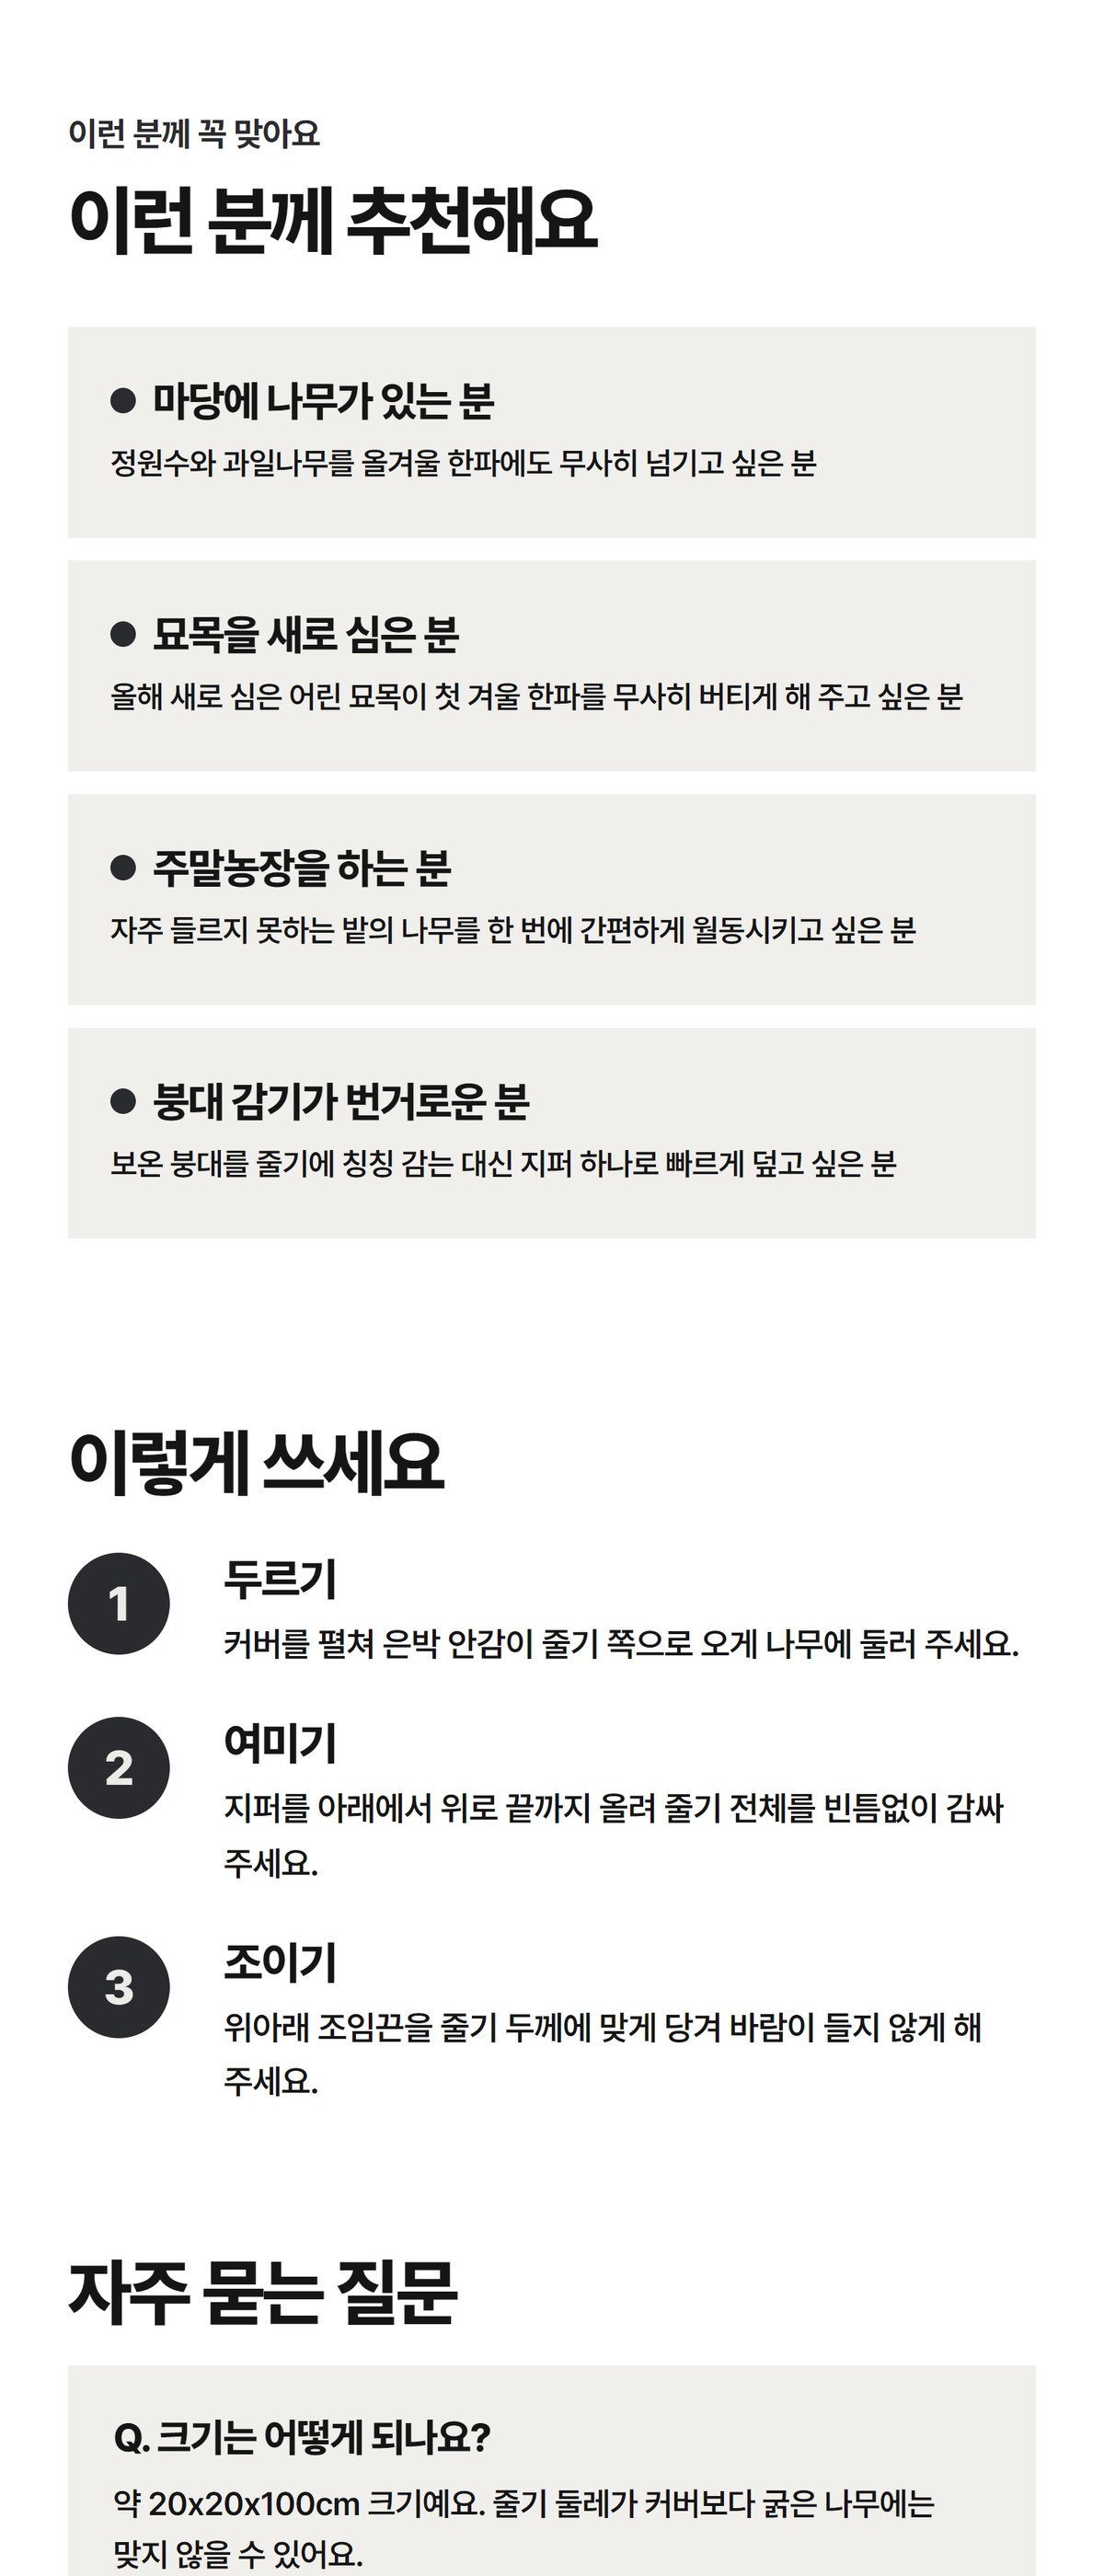 이런 분께 꼭 맞아요
이런 분께 추천해요
마당에 나무가 있는 분
정원수와 과일나무를 올겨울 한파에도 무사히 넘기고 싶은 분
묘목을 새로 심은 분
올해 새로 심은 어린 묘목이 첫 겨울 한파를 무사히 버티게 해 주고 싶은 분
주말농장을 하는 분
자주 들르지 못하는 밭의 나무를 한 번에 간편하게 월동시키고 싶은 분
붕대 감기가 번거로운 분
보온 붕대를 줄기에 칭칭 감는 대신 지퍼 하나로 빠르게 덮고 싶은 분
이렇게 쓰세요
1
두르기
커버를 펼쳐 은박 안감이 줄기 쪽으로 오게 나무에 둘러 주세요.
2
여미기
지퍼를 아래에서 위로 끝까지 올려 줄기 전체를 빈틈없이 감싸
주세요.
3
조이기
위아래 조임끈을 줄기 두께에 맞게 당겨 바람이 들지 않게 해
주세요.
자주 묻는 질문
Q. 크기는 어떻게 되나요?
약 20x20x100cm 크기예요. 줄기 둘레가 커버보다 굵은 나무에는
맞지 않을 수 있어요.